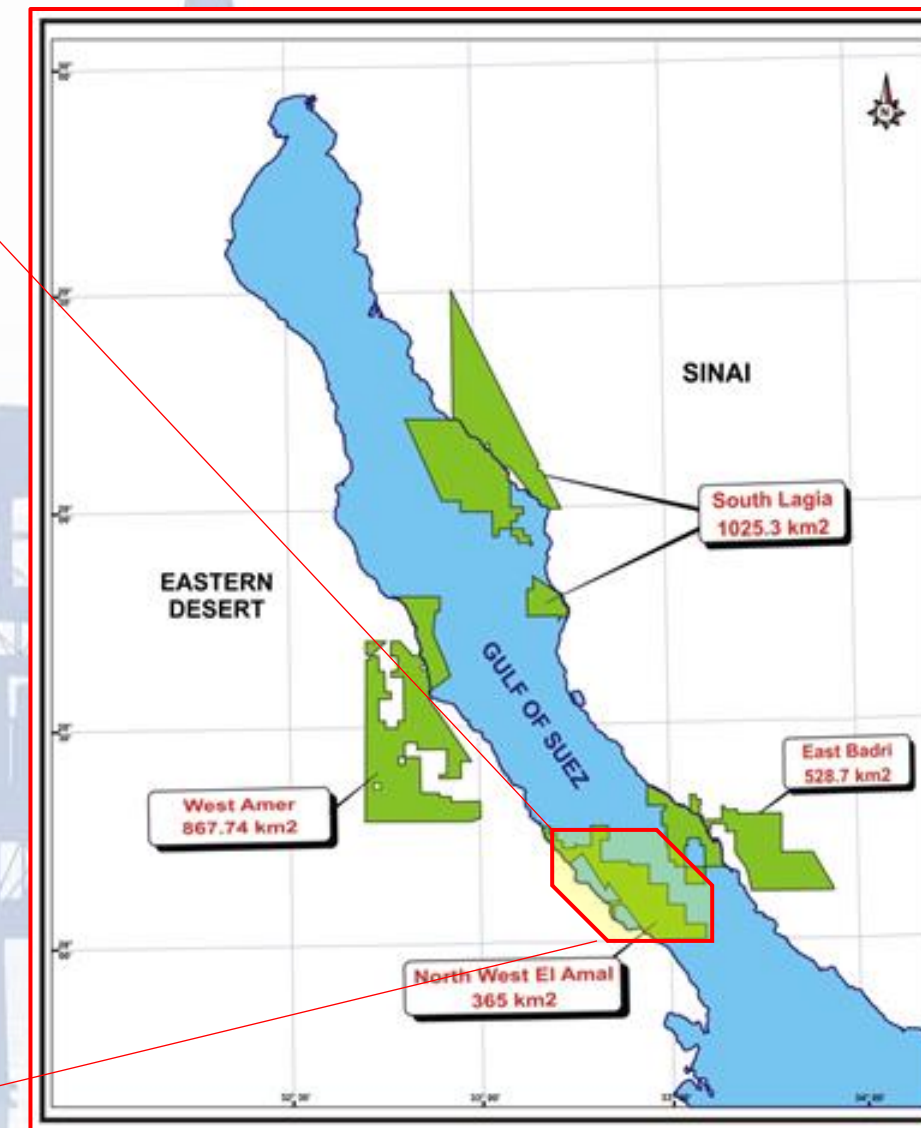 N
SINAI
South Lagia
1025.3 km2
EASTERN
DESERT
GULF OF SUEZ
East Badri
528.7 km2
West Amer
867.74 km2
North West El Amal
365 km2